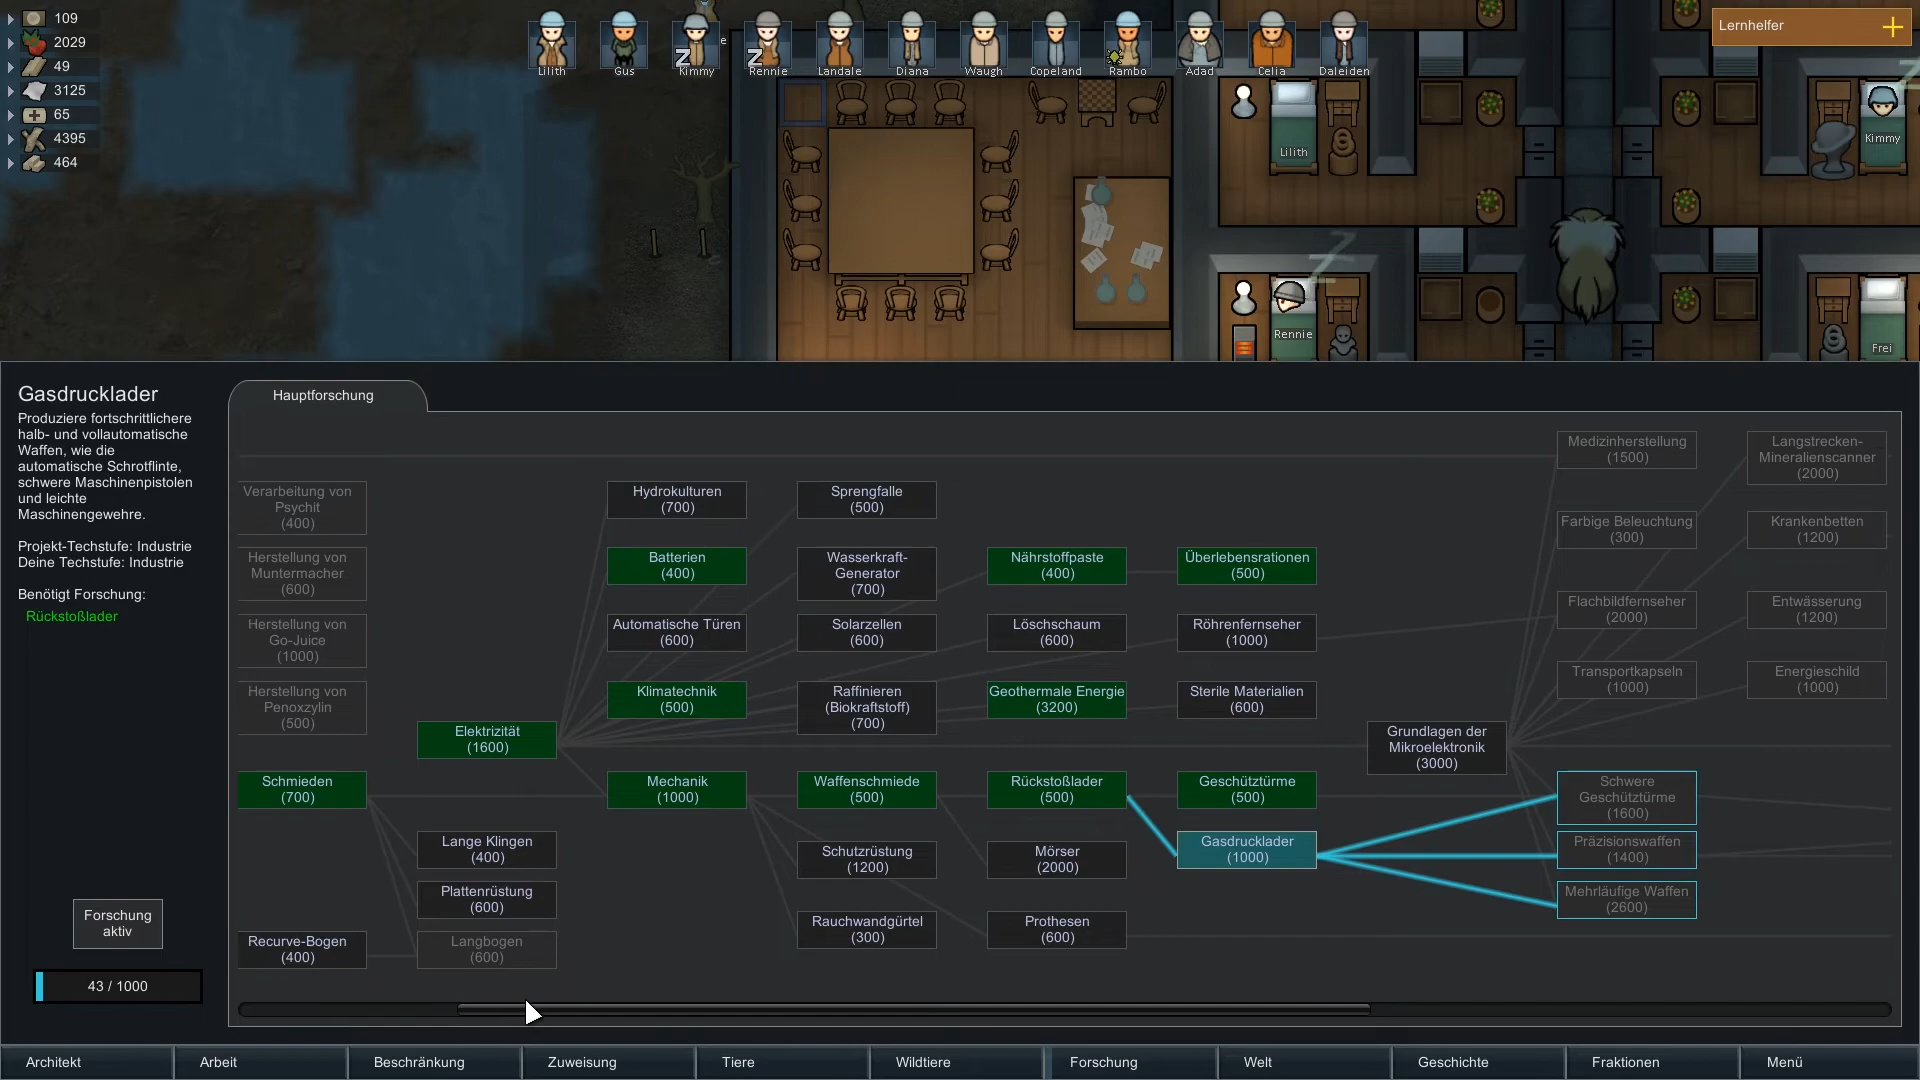 109
2029
49
3125
65
4395
464
Lilith
Gus
Kimmy
Rennie
Landale
Diana
Waugh
Copeland
Rambo
Adad
Celia
Daleiden
Lernhelfer
Lilith
Kimmy
Rennie
Frei
Gasdrucklader
Produziere fortschrittlichere
halb- und vollautomatische
Waffen, wie die
automatische Schrotflinte,
schwere Maschinenpistolen
und leichte
Maschinengewehre.
Projekt-Techstufe: Industrie
Deine Techstufe: Industrie
Benötigt Forschung:
Rückstoßlader
Forschung
aktiv
43 / 1000
Hauptforschung
Verarbeitung von
Psychit
(400)
Herstellung von
Muntermacher
(600)
Herstellung von
Go-Juice
(1000)
Herstellung von
Penoxzylin
(500)
Schmieden
(700)
Recurve-Bogen
(400)
Elektrizität
(1600)
Lange Klingen
(400)
Plattenrüstung
(600)
Langbogen
(600)
Hydrokulturen
(700)
Batterien
(400)
Automatische Türen
(600)
Klimatechnik
(500)
Mechanik
(1000)
Sprengfalle
(500)
Wasserkraft-
Generator
(700)
Solarzellen
(600)
Raffinieren
(Biokraftstoff)
(700)
Waffenschmiede
(500)
Schutzrüstung
(1200)
Rauchwandgürtel
(300)
Nährstoffpaste
(400)
Löschschaum
(600)
Geothermale Energie
(3200)
Rückstoßlader
(500)
Mörser
(2000)
Prothesen
(600)
Überlebensrationen
(500)
Röhrenfernseher
(1000)
Sterile Materialien
(600)
Geschütztürme
(500)
Gasdrucklader
(1000)
Grundlagen der
Mikroelektronik
(3000)
Medizinherstellung
(1500)
Farbige Beleuchtung
(300)
Flachbildfernseher
(2000)
Transportkapseln
(1000)
Schwere
Geschütztürme
(1600)
Präzisionswaffen
(1400)
Mehrläufige Waffen
(2600)
Langstrecken-
Mineralienscanner
(2000)
Krankenbetten
(1200)
Entwässerung
(1200)
Energieschild
(1000)
Architekt
Arbeit
Beschränkung
Zuweisung
Tiere
Wildtiere
Forschung
Welt
Geschichte
Fraktionen
Menü